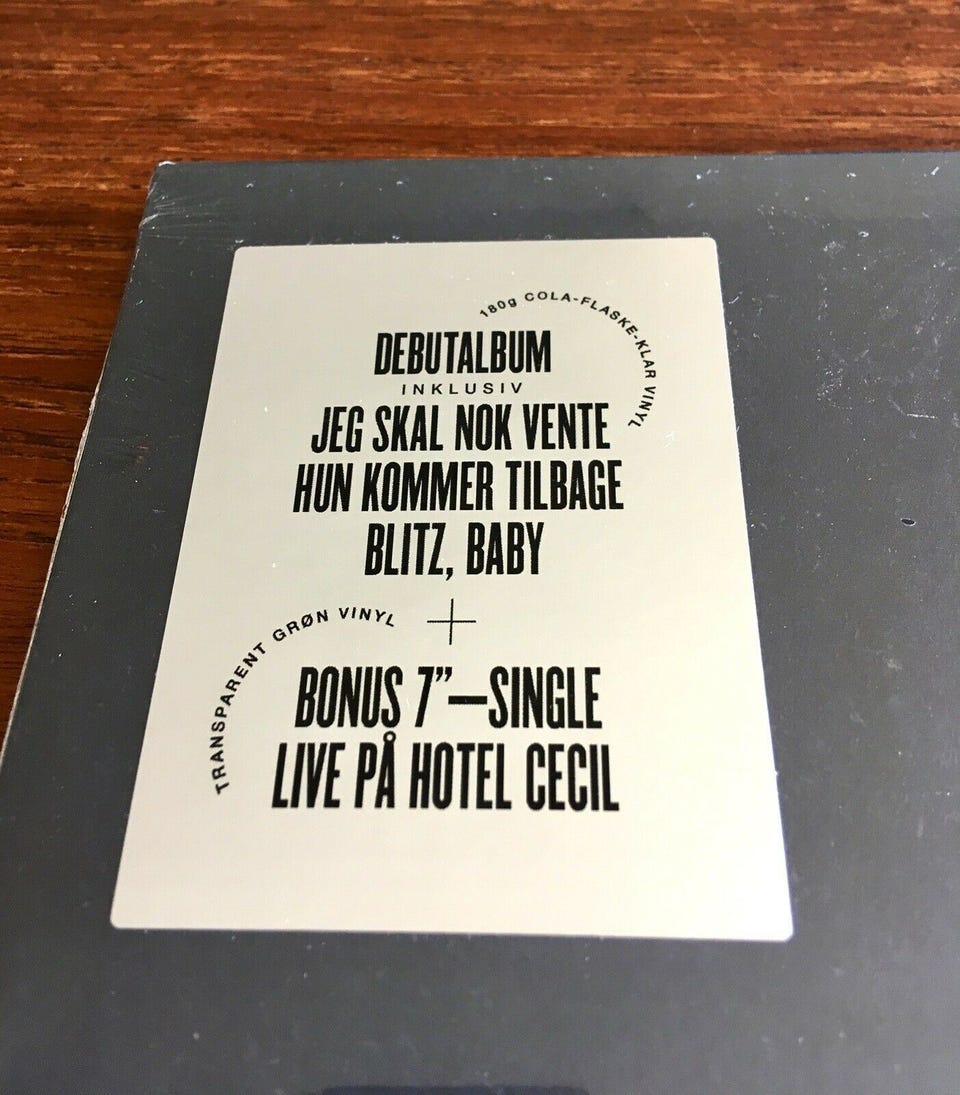 180g COLA-FLASKE-KLAR VINYL
DEBUTALBUM
INKLUSIV
JEG SKAL NOK VENTE
HUN KOMMER TILBAGE
BLITZ, BABY
+
TRANSPARENT GRØN VINYL
BONUS 7”—SINGLE
LIVE PÅ HOTEL CECIL